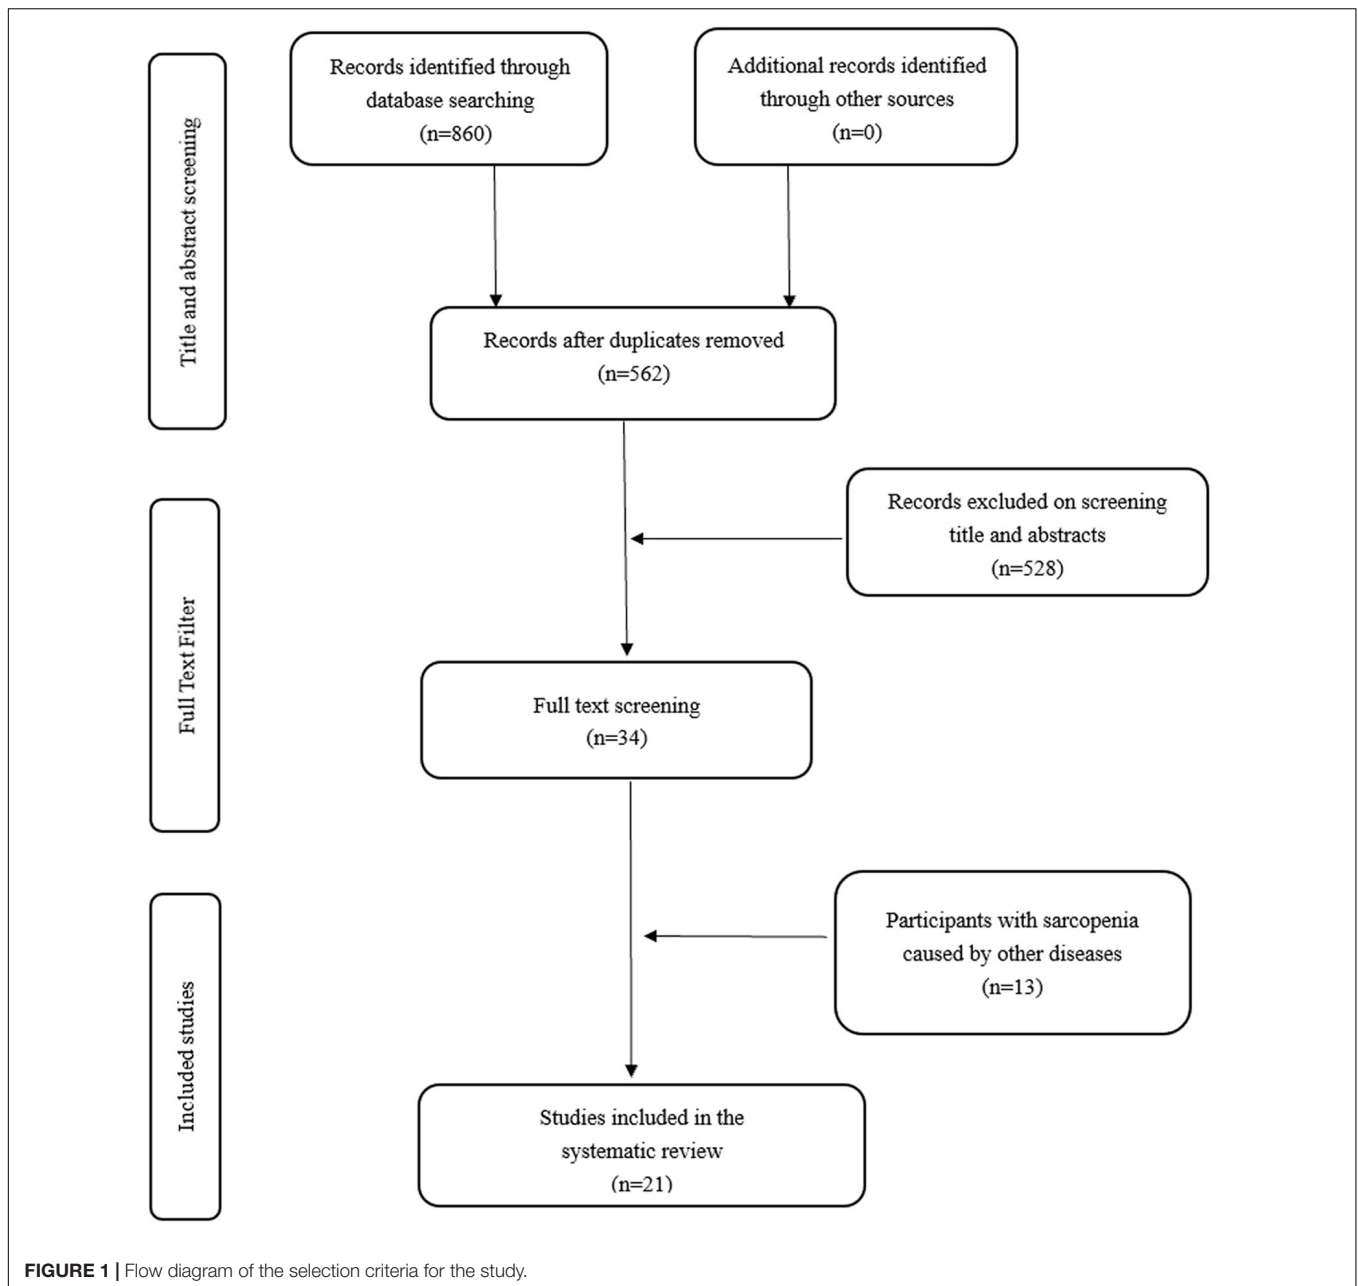 Title and abstract screening
Records identified through
database searching
(n=860)
Additional records identified
through other sources
(n=0)
Records after duplicates removed
(n=562)
Records excluded on screening
title and abstracts
(n=528)
Full Text Filter
Full text screening
(n=34)
Participants with sarcopenia
caused by other diseases
(n=13)
Included studies
Studies included in the
systematic review
(n=21)
FIGURE 1 | Flow diagram of the selection criteria for the study.